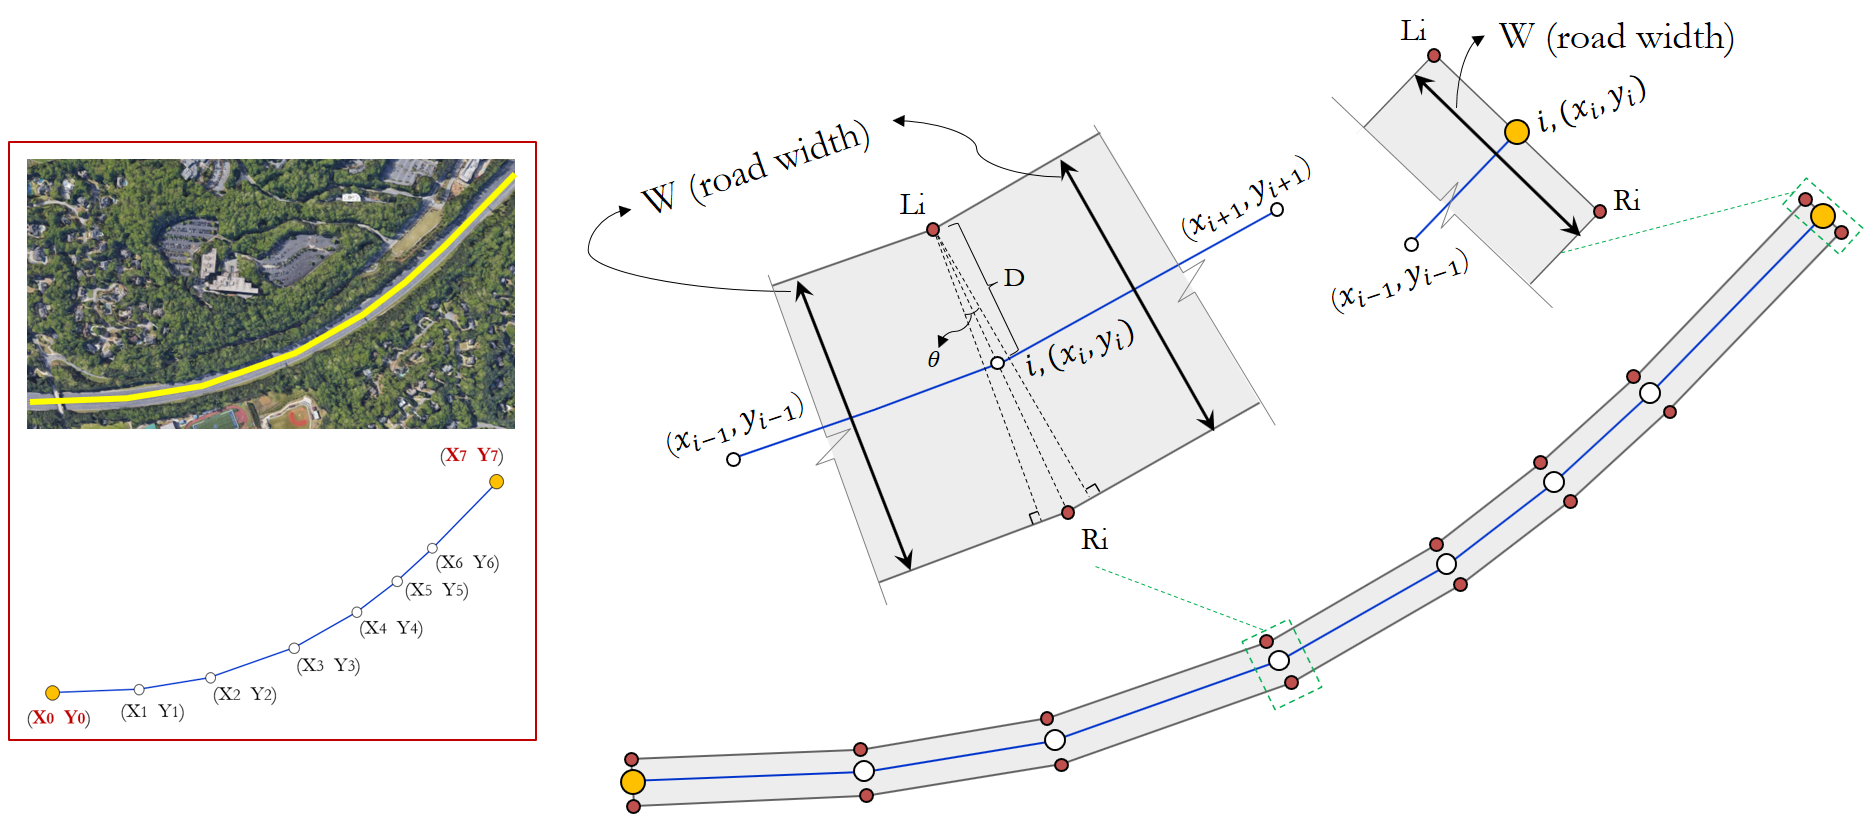 (X7 Y7)
(X6 Y6)
(X5 Y5)
(X4 Y4)
(X3 Y3)
(X2 Y2)
(X1 Y1)
(X0 Y0)
W (road width)
Li
D
θ
i, (xᵢ, yᵢ)
(xᵢ₊₁, yᵢ₊₁)
(xᵢ₋₁, yᵢ₋₁)
Ri
Li
W (road width)
i, (xᵢ, yᵢ)
Ri
(xᵢ₋₁, yᵢ₋₁)